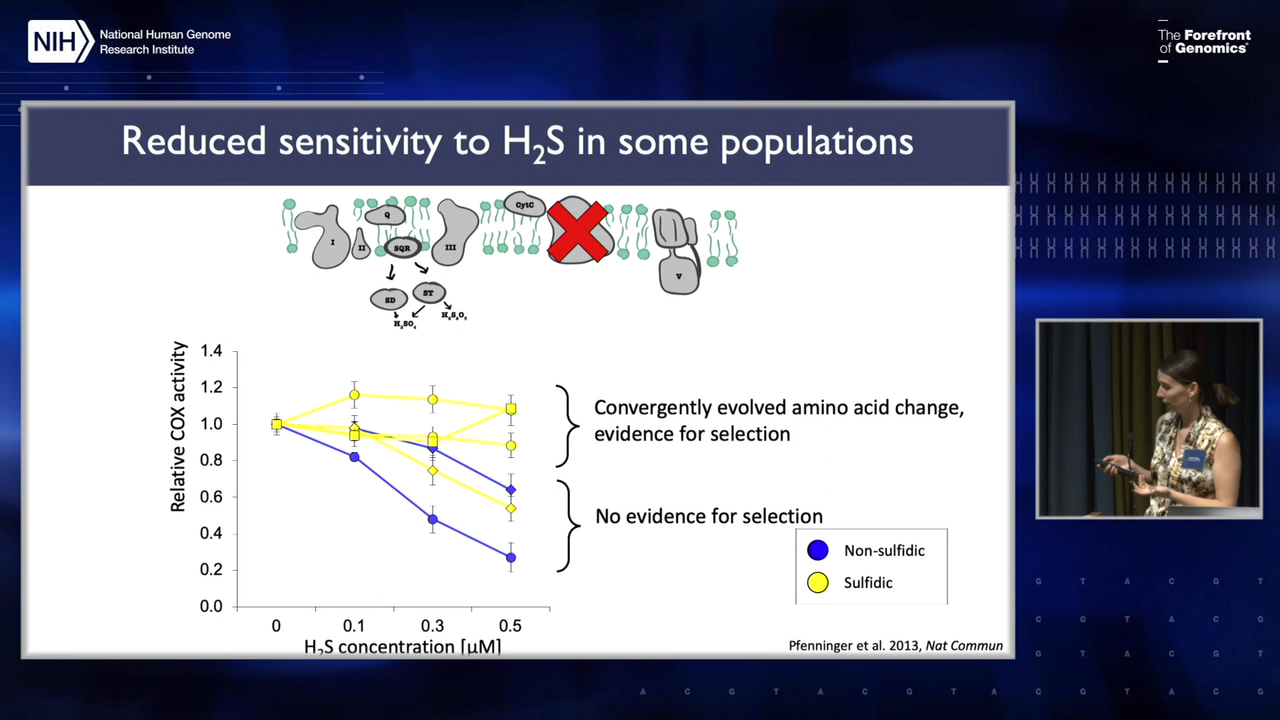 NIH
National Human Genome
Research Institute
The Forefront
of Genomics®
Reduced sensitivity to H₂S in some populations
I
II
Q
SQR
III
CytC
V
SD
ST
H₂SO₄
H₂S₂O₃
Relative COX activity
1.4
1.2
1.0
0.8
0.6
0.4
0.2
0.0
0 0.1 0.3 0.5
H₂S concentration [µM]
Convergently evolved amino acid change,
evidence for selection
No evidence for selection
Non-sulfidic
Sulfidic
Pfenninger et al. 2013, Nat Commun
G T A C G T
C G T A C G
G T A C G T
A C G T A C G T A C G T A C G